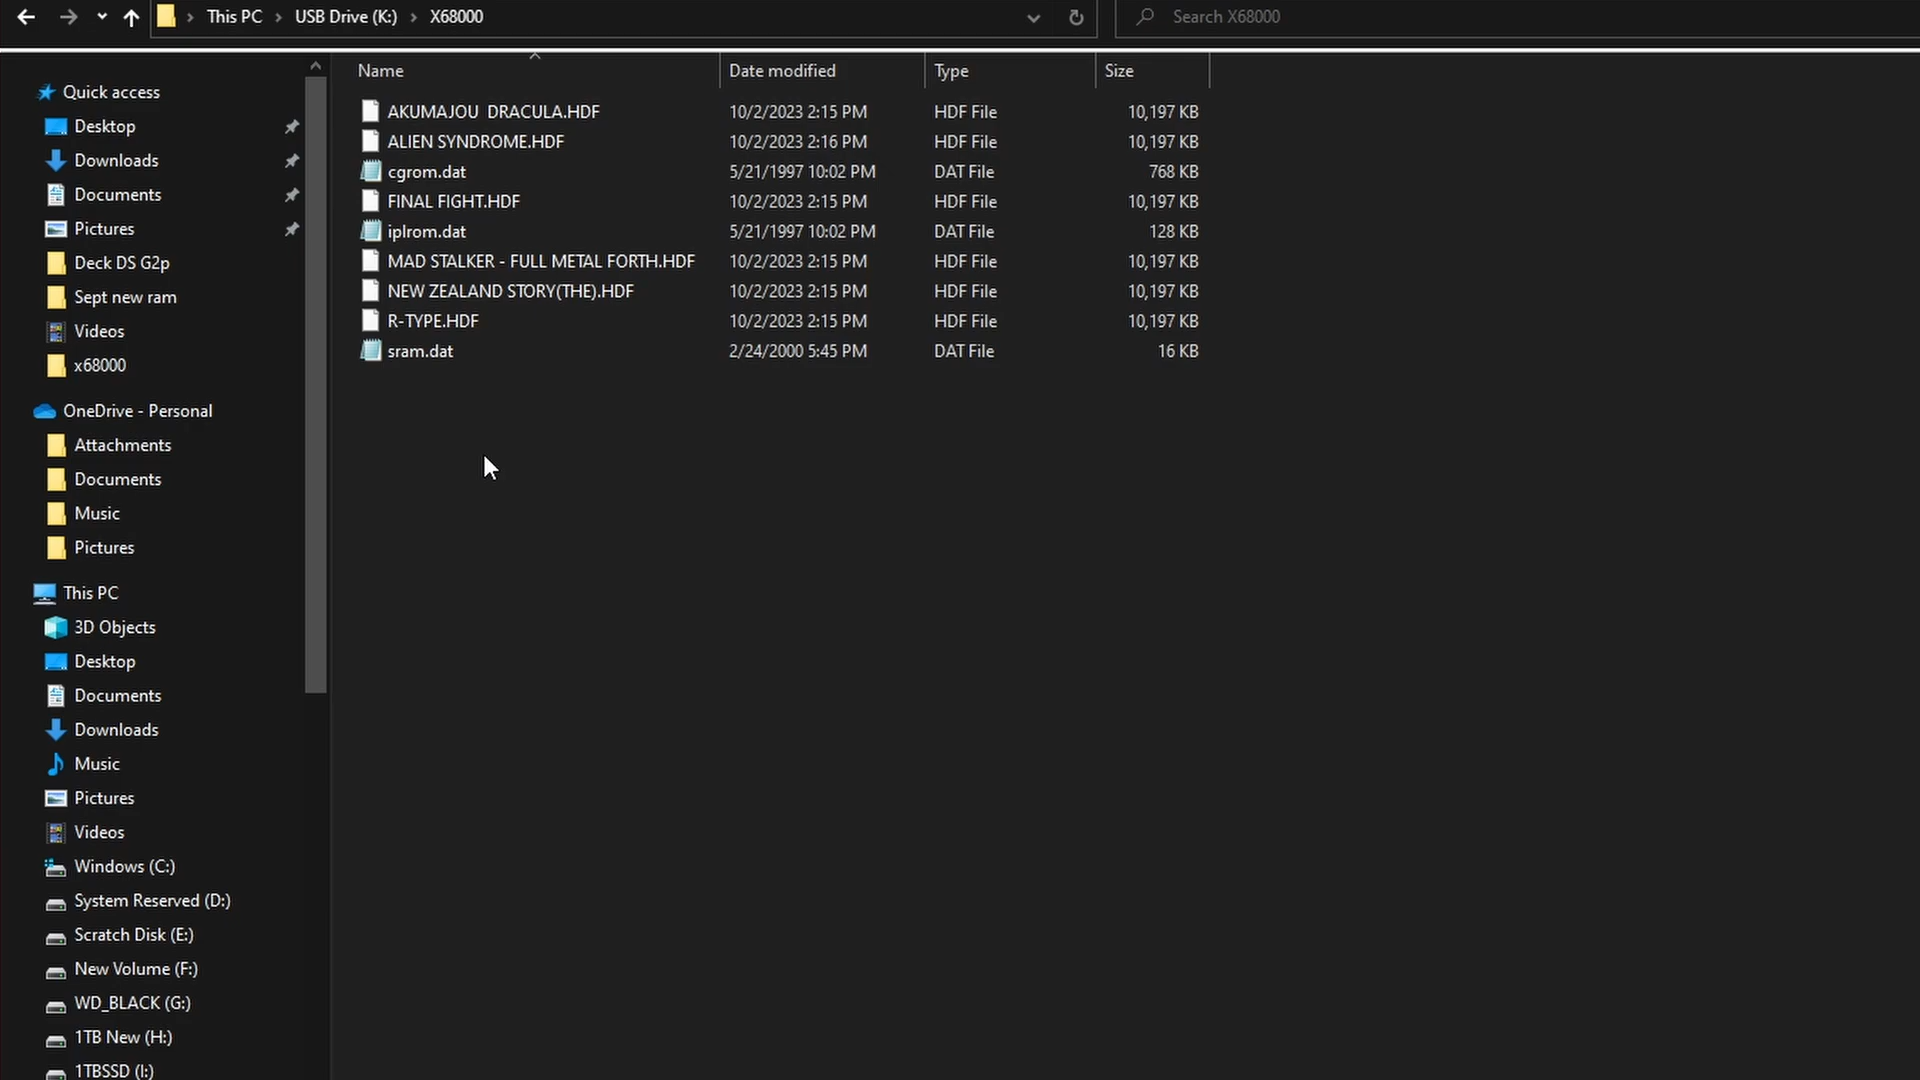 This PC > USB Drive (K:) > X68000
Search X68000
Name Date modified Type Size
AKUMAJOU  DRACULA.HDF 10/2/2023 2:15 PM HDF File 10,197 KB
ALIEN SYNDROME.HDF 10/2/2023 2:16 PM HDF File 10,197 KB
cgrom.dat 5/21/1997 10:02 PM DAT File 768 KB
FINAL FIGHT.HDF 10/2/2023 2:15 PM HDF File 10,197 KB
iplrom.dat 5/21/1997 10:02 PM DAT File 128 KB
MAD STALKER - FULL METAL FORTH.HDF 10/2/2023 2:15 PM HDF File 10,197 KB
NEW ZEALAND STORY(THE).HDF 10/2/2023 2:15 PM HDF File 10,197 KB
R-TYPE.HDF 10/2/2023 2:15 PM HDF File 10,197 KB
sram.dat 2/24/2000 5:45 PM DAT File 16 KB
Quick access
Desktop
Downloads
Documents
Pictures
Deck DS G2p
Sept new ram
Videos
x68000
OneDrive - Personal
Attachments
Documents
Music
Pictures
This PC
3D Objects
Desktop
Documents
Downloads
Music
Pictures
Videos
Windows (C:)
System Reserved (D:)
Scratch Disk (E:)
New Volume (F:)
WD_BLACK (G:)
1TB New (H:)
1TBSSD (I:)